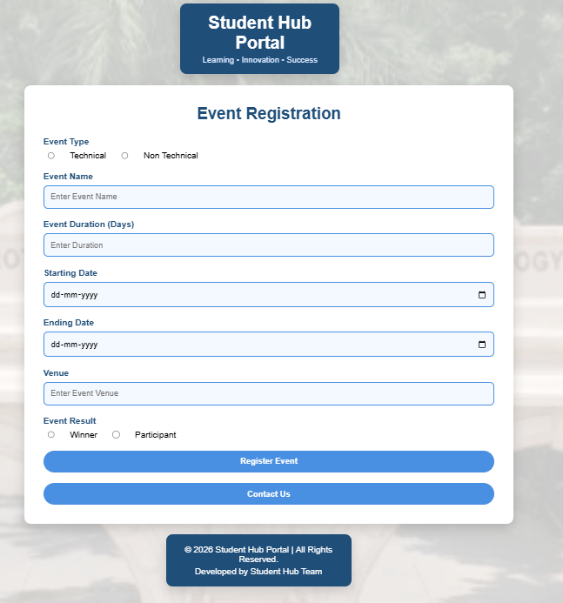 Student Hub
Portal
Learning - Innovation - Success
Event Registration
Event Type
Technical Non Technical
Event Name
Enter Event Name
Event Duration (Days)
Enter Duration
Starting Date
dd-mm-yyyy
Ending Date
dd-mm-yyyy
Venue
Enter Event Venue
Event Result
Winner Participant
Register Event
Contact Us
© 2026 Student Hub Portal | All Rights
Reserved.
Developed by Student Hub Team
OGY